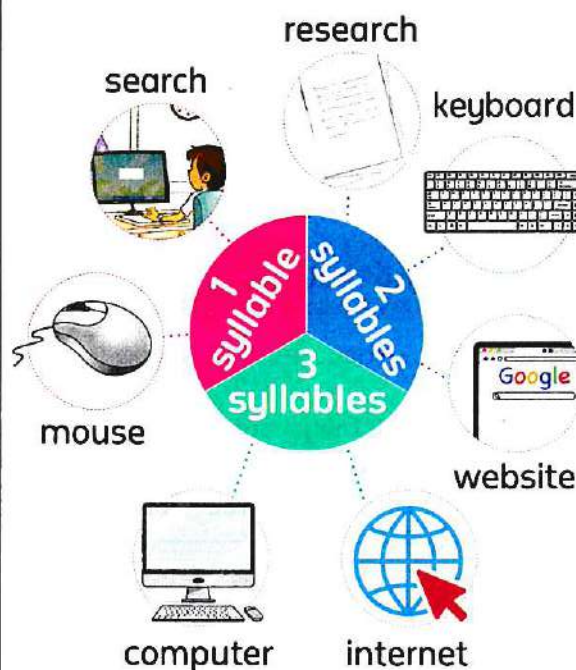 research
search
keyboard
1
syllable
2
syllables
3
syllables
Google
mouse
website
computer
internet